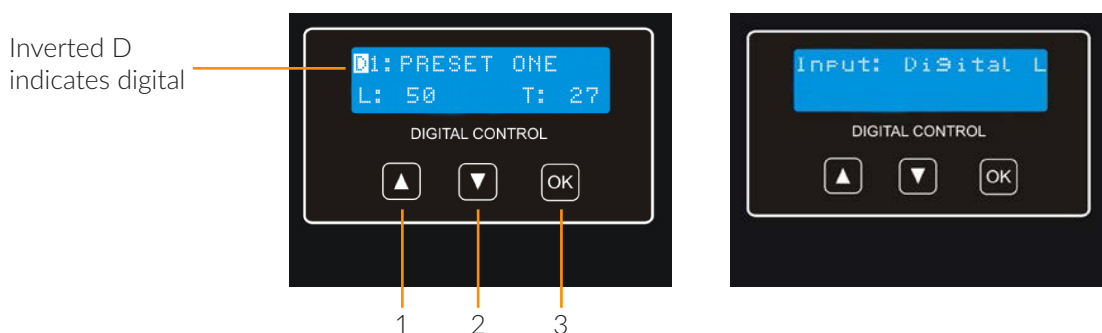 Inverted D
indicates digital
D1:PRESET ONE
L: 50 T: 27
DIGITAL CONTROL
OK
1 2 3
Input: Digital L
DIGITAL CONTROL
OK